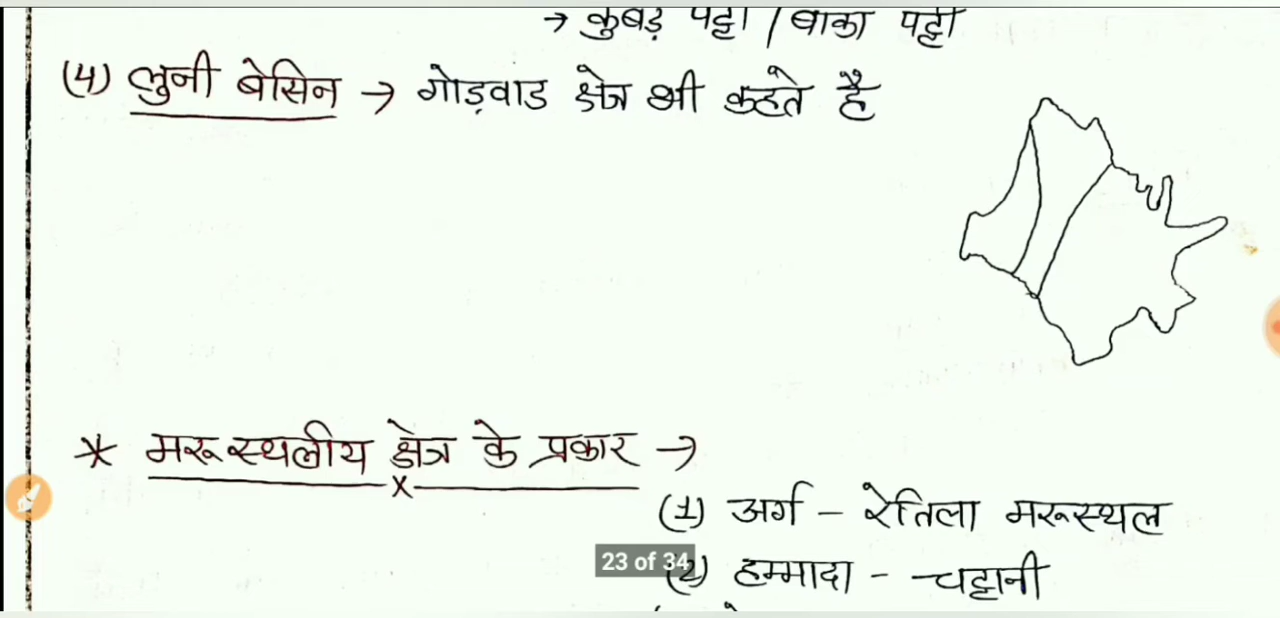 → कुबड़ पट्टी / बाका पट्टी
(4) लुनी बेसिन → गोड़वाड क्षेत्र भी कहते है
* मरूस्थलीय क्षेत्र के प्रकार →
x
(1) अर्ग - रेतिला मरूस्थल
23 of 34
(2) हम्मादा - चट्टानी